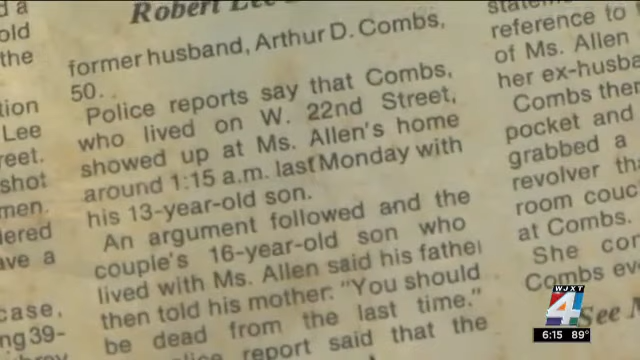 d a
old
the
tion
Lee
reet.
shot
men.
dered
ave a
case,
ng 39-
Robert Lee
former husband, Arthur D. Combs,
50.
Police reports say that Combs,
who lived on W. 22nd Street,
showed up at Ms. Allen's home
around 1:15 a.m. last Monday with
his 13-year-old son.
An argument followed and the
couple's 16-year-old son who
lived with Ms. Allen said his father
then told his mother: "You should
be dead from the last time."
report said that the
reference to
of Ms. Allen
her ex-husba
Combs then
pocket and
grabbed a
revolver tha
room couc
at Combs.
She con
Combs eve
See
WJXT
4
6:15 89°